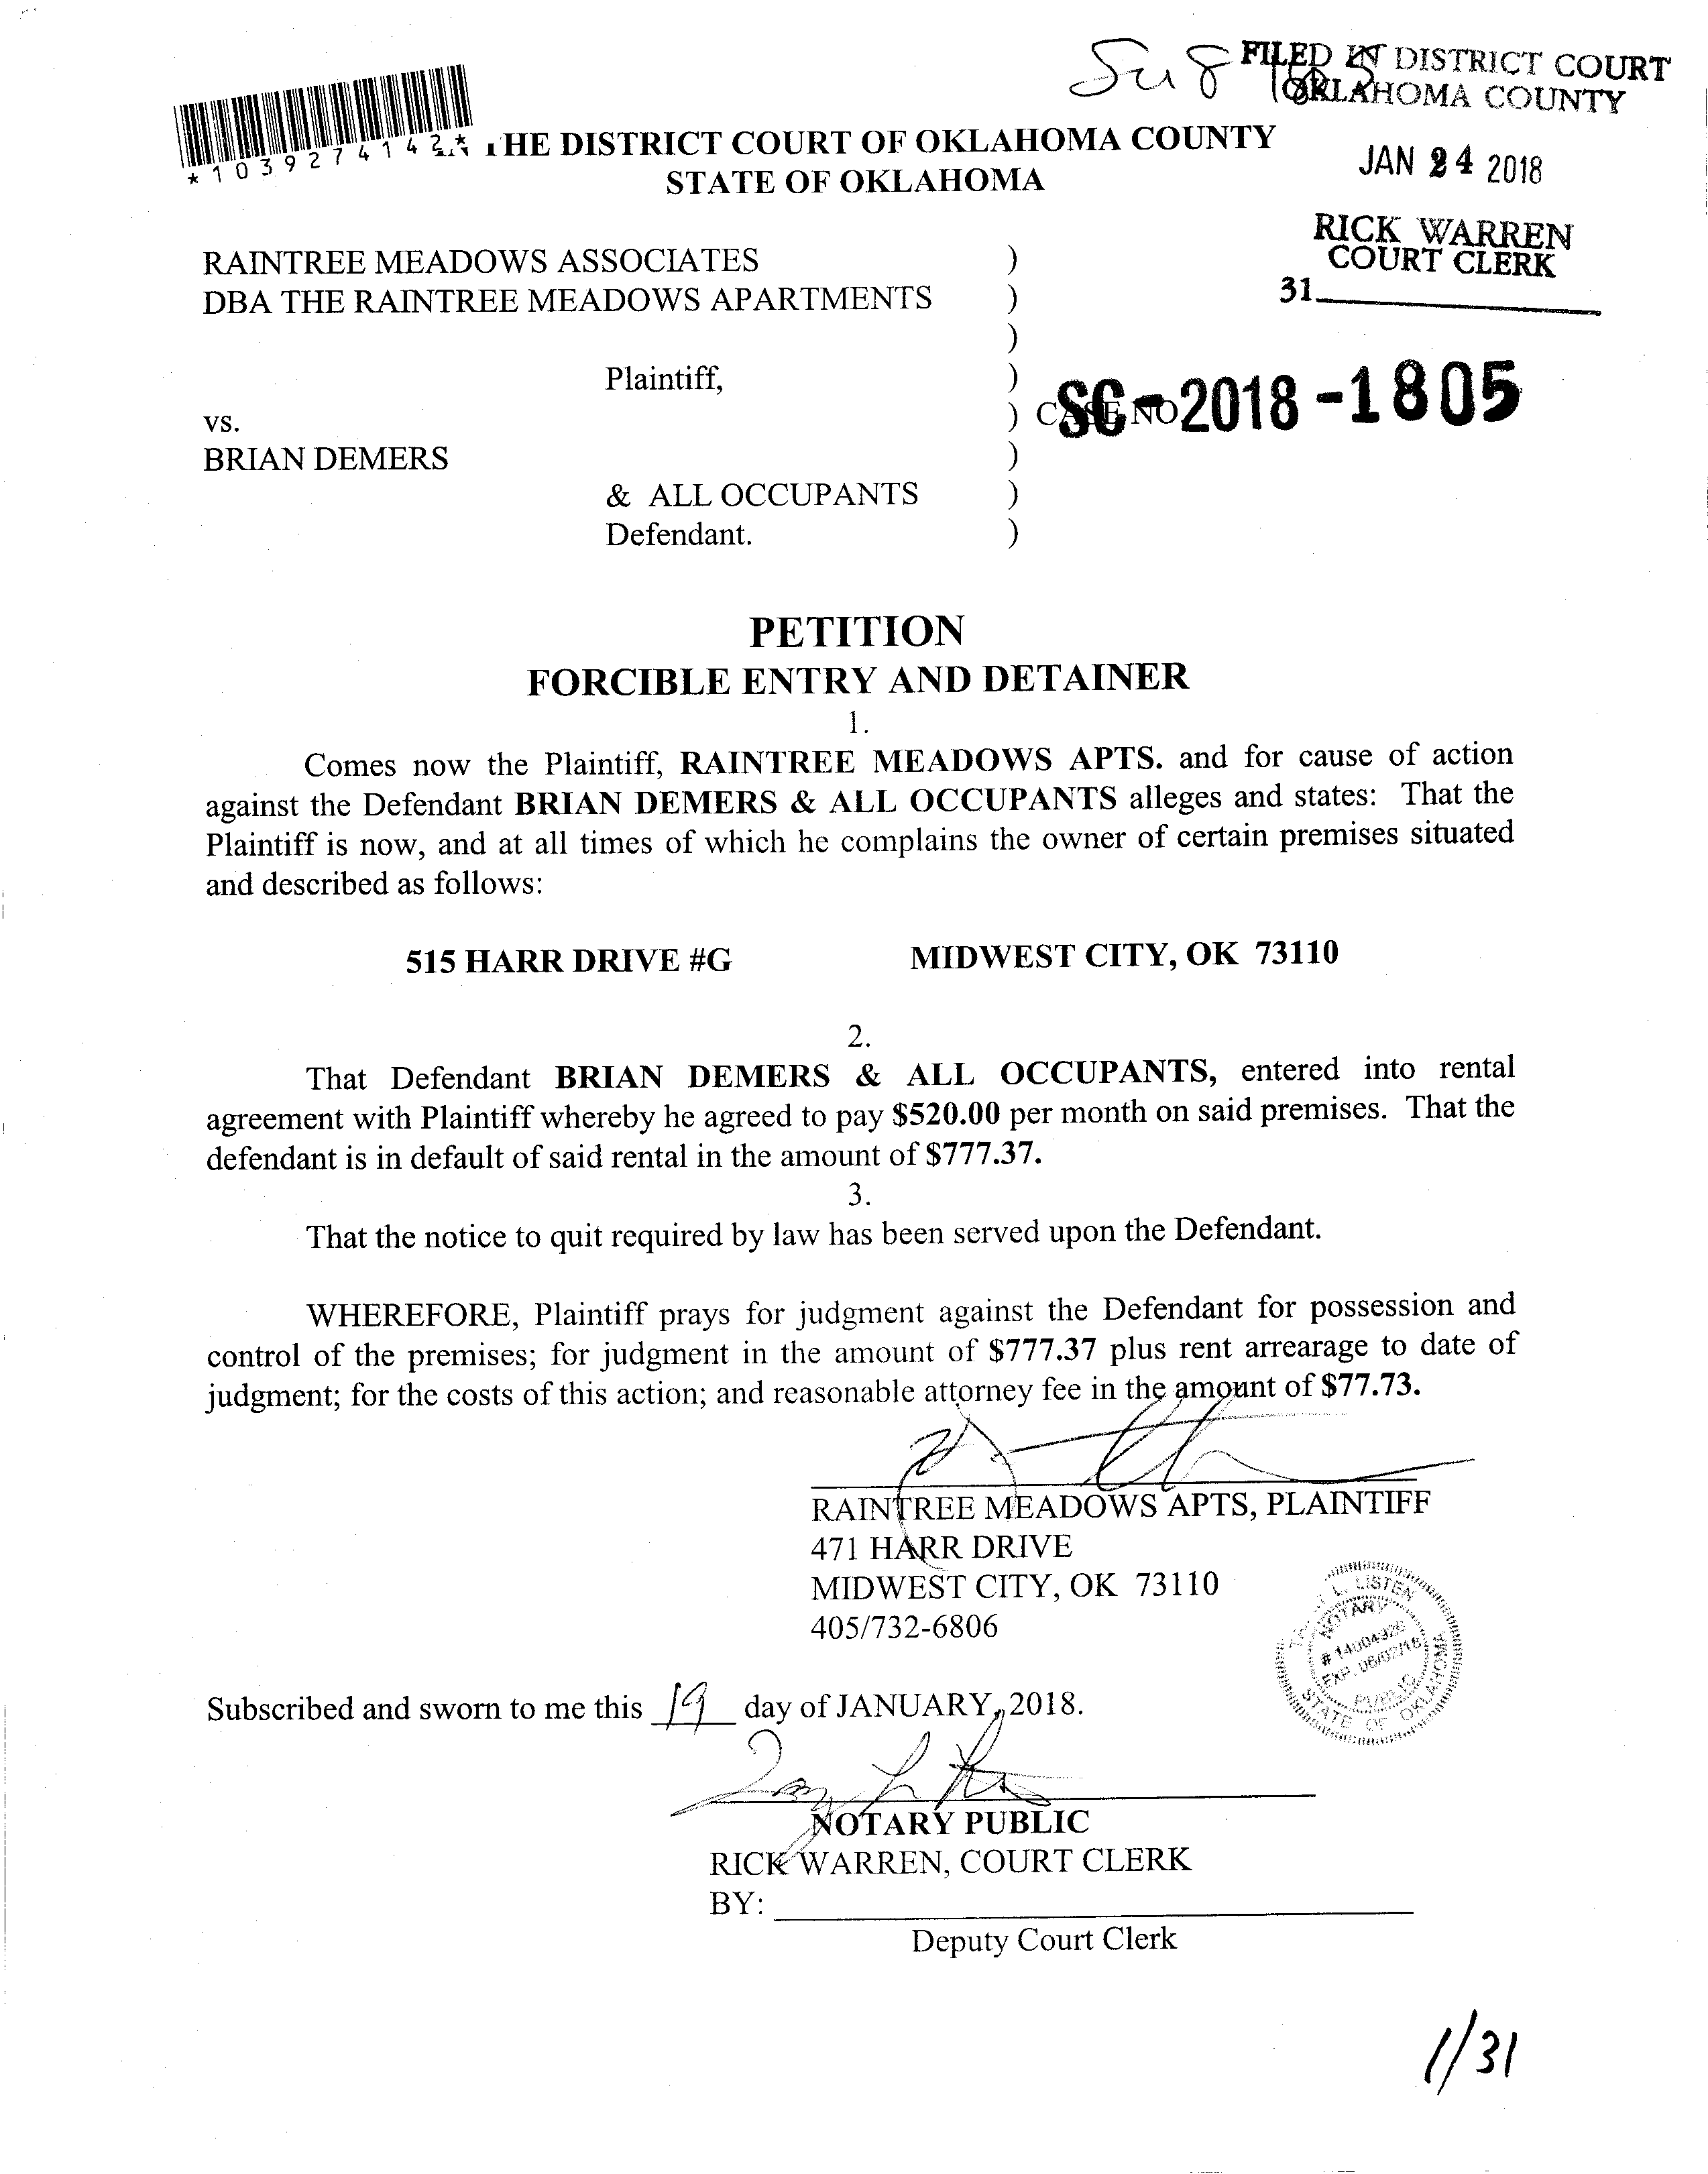 FILED IN DISTRICT COURT
OKLAHOMA COUNTY
*1039274142*
THE DISTRICT COURT OF OKLAHOMA COUNTY
STATE OF OKLAHOMA
JAN 24 2018
RICK WARREN
COURT CLERK
31
RAINTREE MEADOWS ASSOCIATES )
DBA THE RAINTREE MEADOWS APARTMENTS )
)
Plaintiff, )
vs. ) CASE NO
SC-2018-1805
BRIAN DEMERS )
& ALL OCCUPANTS )
Defendant. )
PETITION
FORCIBLE ENTRY AND DETAINER
1.
Comes now the Plaintiff, RAINTREE MEADOWS APTS. and for cause of action
against the Defendant BRIAN DEMERS & ALL OCCUPANTS alleges and states: That the
Plaintiff is now, and at all times of which he complains the owner of certain premises situated
and described as follows:
515 HARR DRIVE #G MIDWEST CITY, OK 73110
2.
That Defendant BRIAN DEMERS & ALL OCCUPANTS, entered into rental
agreement with Plaintiff whereby he agreed to pay $520.00 per month on said premises. That the
defendant is in default of said rental in the amount of $777.37.
3.
That the notice to quit required by law has been served upon the Defendant.
WHEREFORE, Plaintiff prays for judgment against the Defendant for possession and
control of the premises; for judgment in the amount of $777.37 plus rent arrearage to date of
judgment; for the costs of this action; and reasonable attorney fee in the amount of $77.73.
RAINTREE MEADOWS APTS, PLAINTIFF
471 HARR DRIVE
MIDWEST CITY, OK 73110
405/732-6806
L. LISTEN
NOTARY
# 14004926
EXP. 06/02/18
PUBLIC
STATE OF OKLAHOMA
Subscribed and sworn to me this 19 day of JANUARY, 2018.
NOTARY PUBLIC
RICK WARREN, COURT CLERK
BY:
Deputy Court Clerk
1/31